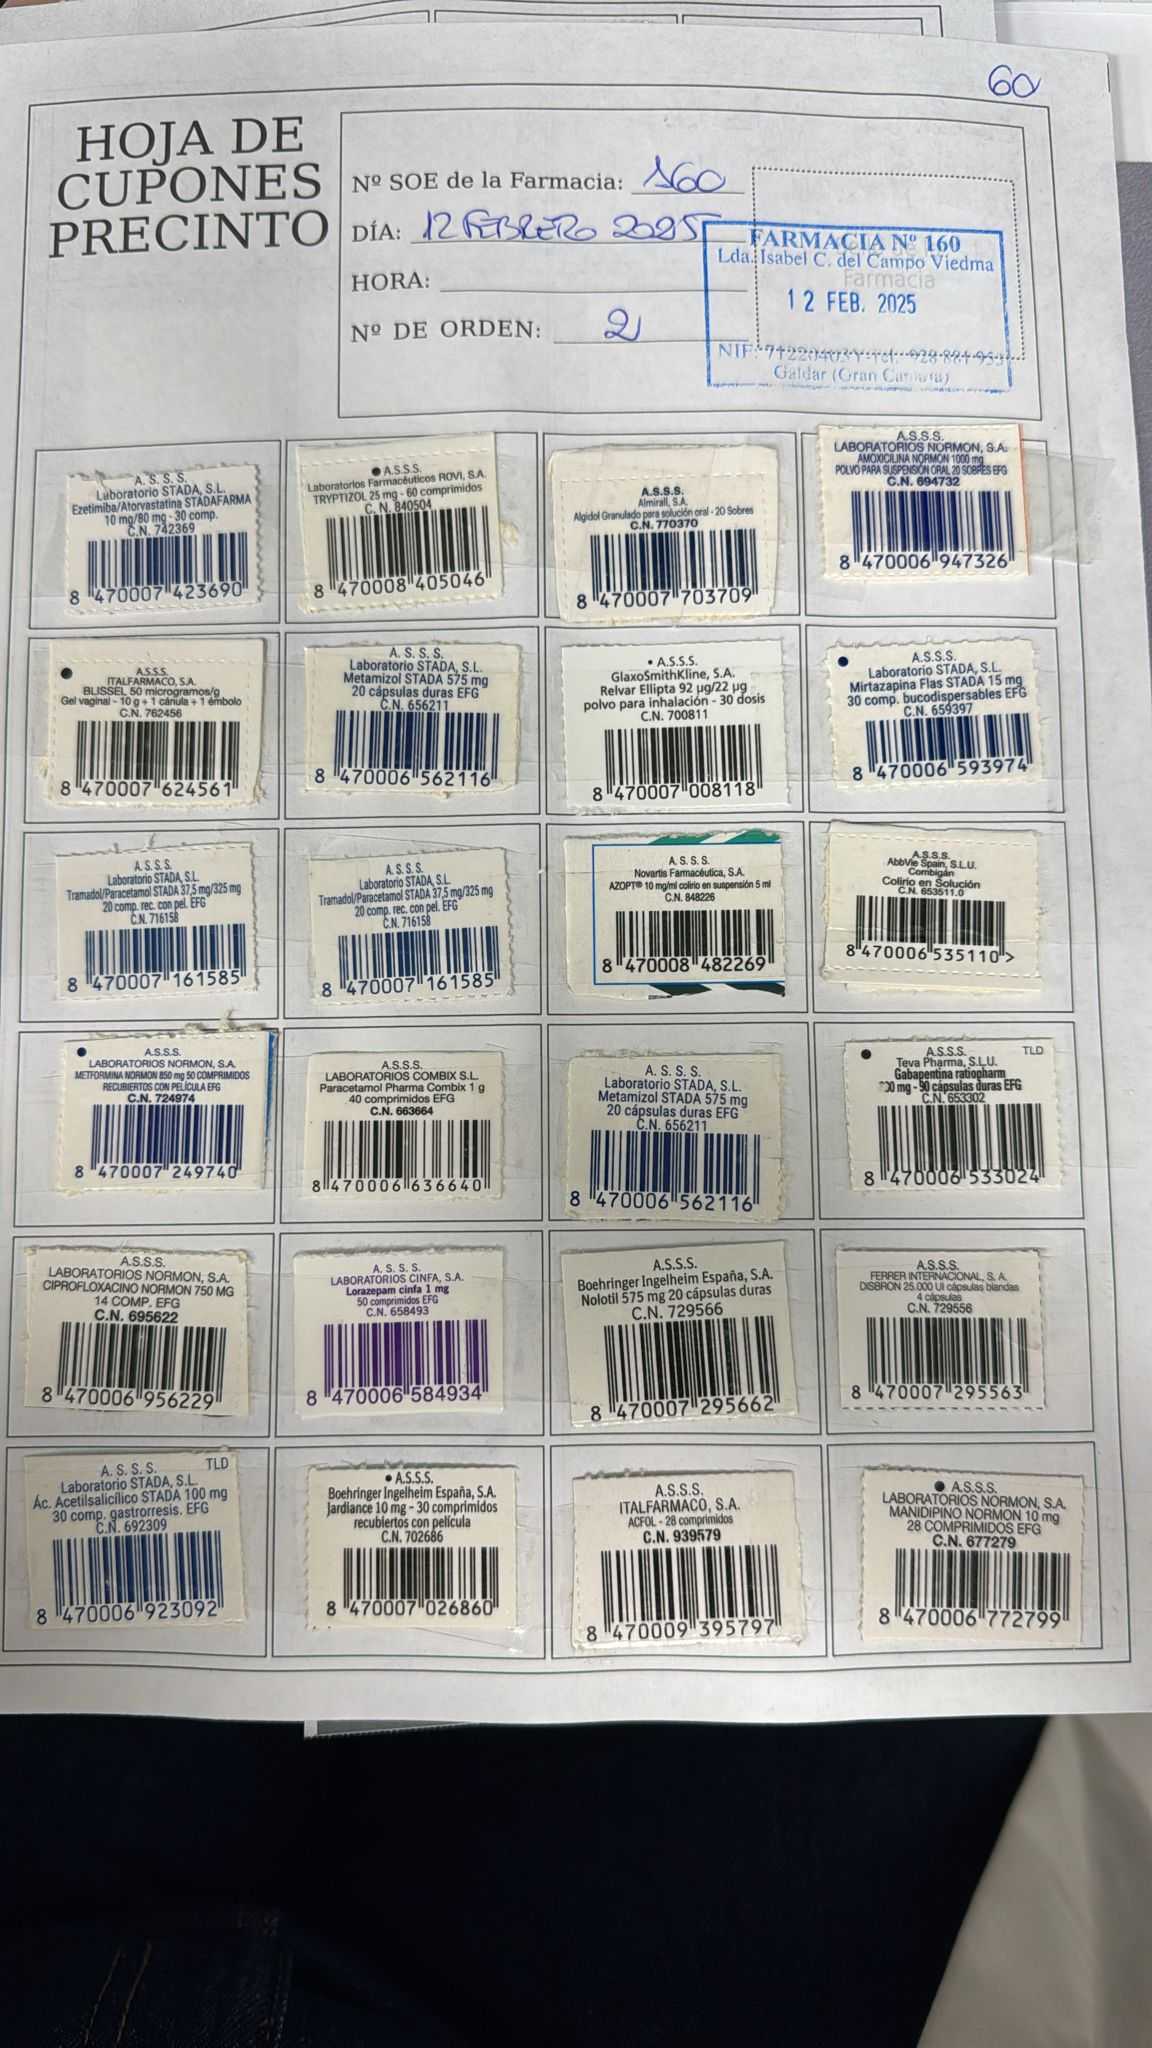 60
HOJA DE
CUPONES
PRECINTO
Nº SOE de la Farmacia: 160
DÍA: 12 FEBRERO 2025
HORA:
Nº DE ORDEN: 2
Farmacia
FARMACIA Nº 160
Lda. Isabel C. del Campo Viedma
12 FEB. 2025
NIF: 71220403Y Tel: 928 881 953
Galdar (Gran Canaria)
A. S. S. S.
Laboratorio STADA, S.L.
Ezetimiba/Atorvastatina STADAFARMA
10 mg/80 mg - 30 comp.
C.N. 742369
8 470007 423690
A.S.S.S.
Laboratorios Farmacéuticos ROVI, S.A.
TRYPTIZOL 25 mg - 60 comprimidos
C. N. 840504
8 470008 405046
A.S.S.S.
Almirall, S.A.
Algidol Granulado para solución oral - 20 Sobres
C.N. 770370
8 470007 703709
A.S.S.S.
LABORATORIOS NORMON, S.A.
AMOXICILINA NORMON 1000 mg
POLVO PARA SUSPENSIÓN ORAL 20 SOBRES EFG
C.N. 694732
8 470006 947326
A.S.S.S.
ITALFARMACO, S.A.
BLISSEL 50 microgramos/g
Gel vaginal - 10 g + 1 cánula + 1 émbolo
C.N. 762456
8 470007 624561
A. S. S. S.
Laboratorio STADA, S.L.
Metamizol STADA 575 mg
20 cápsulas duras EFG
C.N. 656211
8 470006 562116
A.S.S.S.
GlaxoSmithKline, S.A.
Relvar Ellipta 92 µg/22 µg
polvo para inhalación - 30 dosis
C.N. 700811
8 470007 008118
A. S. S. S.
Laboratorio STADA, S.L.
Mirtazapina Flas STADA 15 mg
30 comp. bucodispersables EFG
C.N. 659397
8 470006 593974
A. S. S. S.
Laboratorio STADA, S.L.
Tramadol/Paracetamol STADA 37,5 mg/325 mg
20 comp. rec. con pel. EFG
C.N. 716158
8 470007 161585
A. S. S. S.
Laboratorio STADA, S.L.
Tramadol/Paracetamol STADA 37,5 mg/325 mg
20 comp. rec. con pel. EFG
C.N. 716158
8 470007 161585
A. S. S. S.
Novartis Farmacéutica, S.A.
AZOPT® 10 mg/ml colirio en suspensión 5 ml
C.N. 848226
8 470008 482269
A.S.S.S.
AbbVie Spain, S.L.U.
Combigán
Colirio en Solución
C.N. 653511.0
8 470006 535110>
A.S.S.S.
LABORATORIOS NORMON, S.A.
METFORMINA NORMON 850 mg 50 COMPRIMIDOS
RECUBIERTOS CON PELÍCULA EFG
C.N. 724974
8 470007 249740
A.S.S.S.
LABORATORIOS COMBIX S.L.
Paracetamol Pharma Combix 1 g
40 comprimidos EFG
C.N. 663664
8 470006 636640
A. S. S. S.
Laboratorio STADA, S.L.
Metamizol STADA 575 mg
20 cápsulas duras EFG
C.N. 656211
8 470006 562116
A.S.S.S. TLD
Teva Pharma, S.L.U.
Gabapentina ratiopharm
00 mg - 90 cápsulas duras EFG
C.N. 653302
8 470006 533024
A.S.S.S.
LABORATORIOS NORMON, S.A.
CIPROFLOXACINO NORMON 750 MG
14 COMP. EFG
C.N. 695622
8 470006 956229
A. S. S. S.
LABORATORIOS CINFA, S.A.
Lorazepam cinfa 1 mg
50 comprimidos EFG
C.N. 658493
8 470006 584934
A.S.S.S.
Boehringer Ingelheim España, S.A.
Nolotil 575 mg 20 cápsulas duras
C.N. 729566
8 470007 295662
A.S.S.S.
FERRER INTERNACIONAL, S. A.
DISBRON 25.000 UI cápsulas blandas
4 cápsulas
C.N. 729556
8 470007 295563
A. S. S. S. TLD
Laboratorio STADA, S.L.
Ác. Acetilsalicílico STADA 100 mg
30 comp. gastrorresis. EFG
C.N. 692309
8 470006 923092
A.S.S.S.
Boehringer Ingelheim España, S.A.
Jardiance 10 mg - 30 comprimidos
recubiertos con película
C.N. 702686
8 470007 026860
A.S.S.S.
ITALFARMACO, S.A.
ACFOL - 28 comprimidos
C.N. 939579
8 470009 395797
A.S.S.S.
LABORATORIOS NORMON, S.A.
MANIDIPINO NORMON 10 mg
28 COMPRIMIDOS EFG
C.N. 677279
8 470006 772799